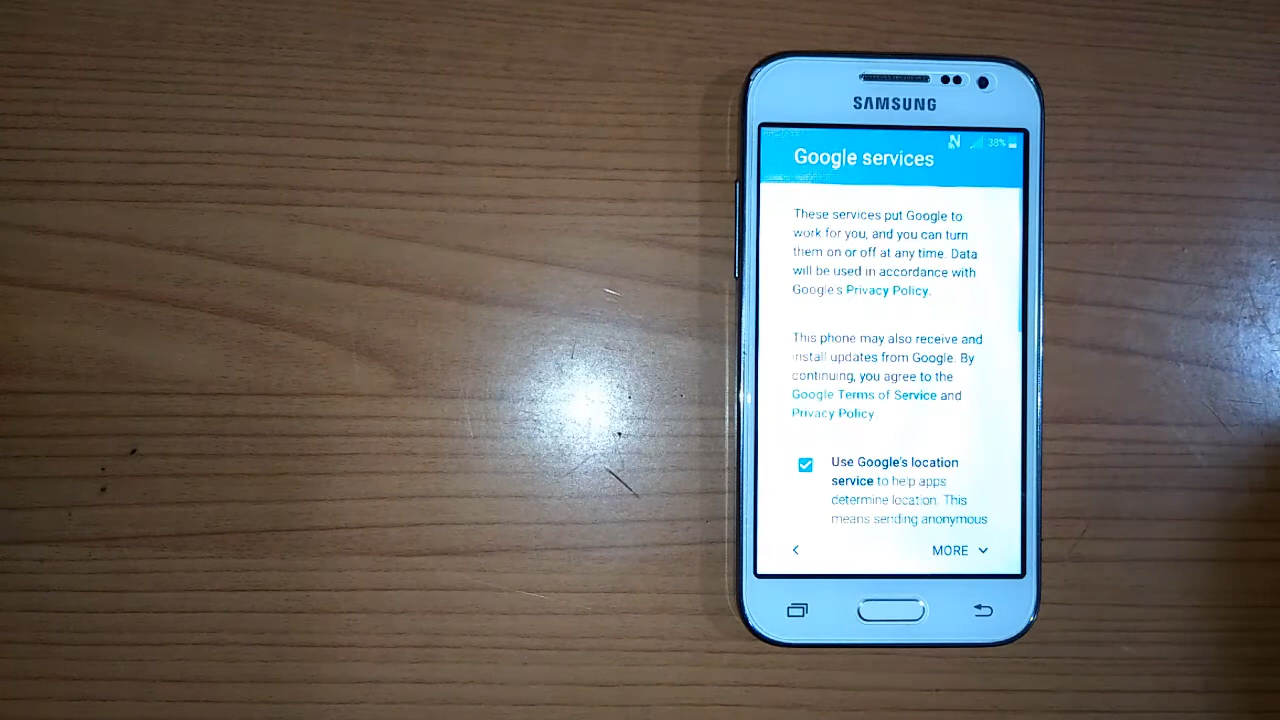 SAMSUNG
38%
Google services
These services put Google to
work for you, and you can turn
them on or off at any time. Data
will be used in accordance with
Google's Privacy Policy.
This phone may also receive and
install updates from Google. By
continuing, you agree to the
Google Terms of Service and
Privacy Policy
Use Google's location
service to help apps
determine location. This
means sending anonymous
MORE